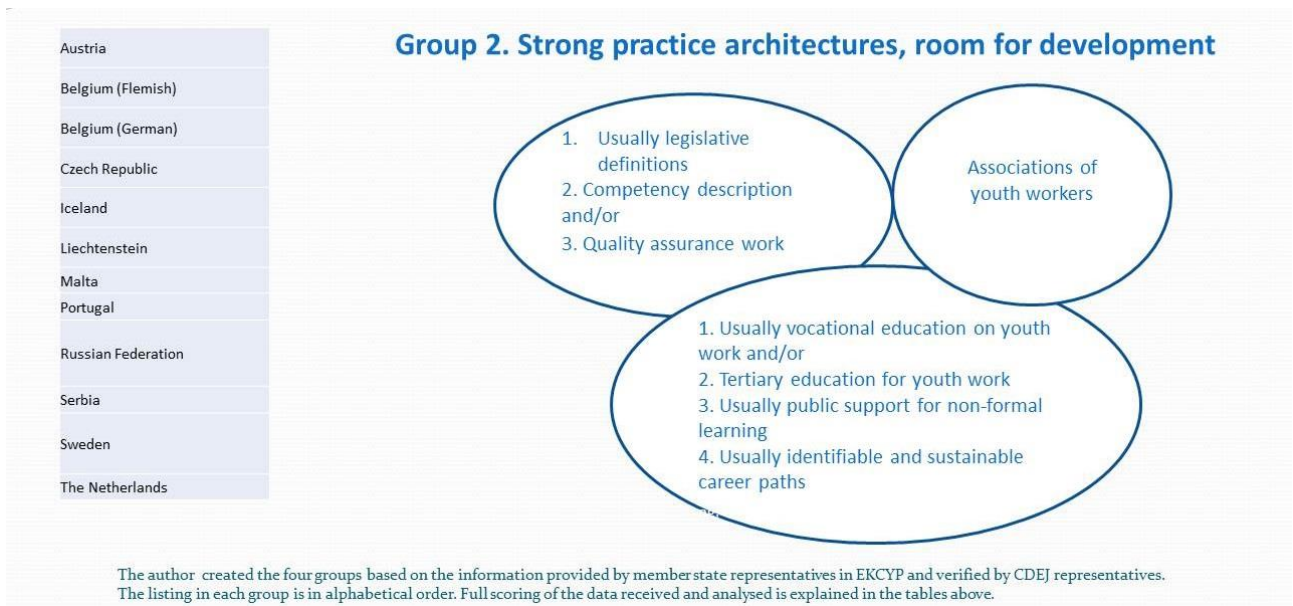 Group 2. Strong practice architectures, room for development
Austria
Belgium (Flemish)
Belgium (German)
Czech Republic
Iceland
Liechtenstein
Malta
Portugal
Russian Federation
Serbia
Sweden
The Netherlands
1. Usually legislative
definitions
2. Competency description
and/or
3. Quality assurance work
Associations of
youth workers
1. Usually vocational education on youth
work and/or
2. Tertiary education for youth work
3. Usually public support for non-formal
learning
4. Usually identifiable and sustainable
career paths
The author created the four groups based on the information provided by member state representatives in EKCYP and verified by CDEJ representatives.
The listing in each group is in alphabetical order. Full scoring of the data received and analysed is explained in the tables above.